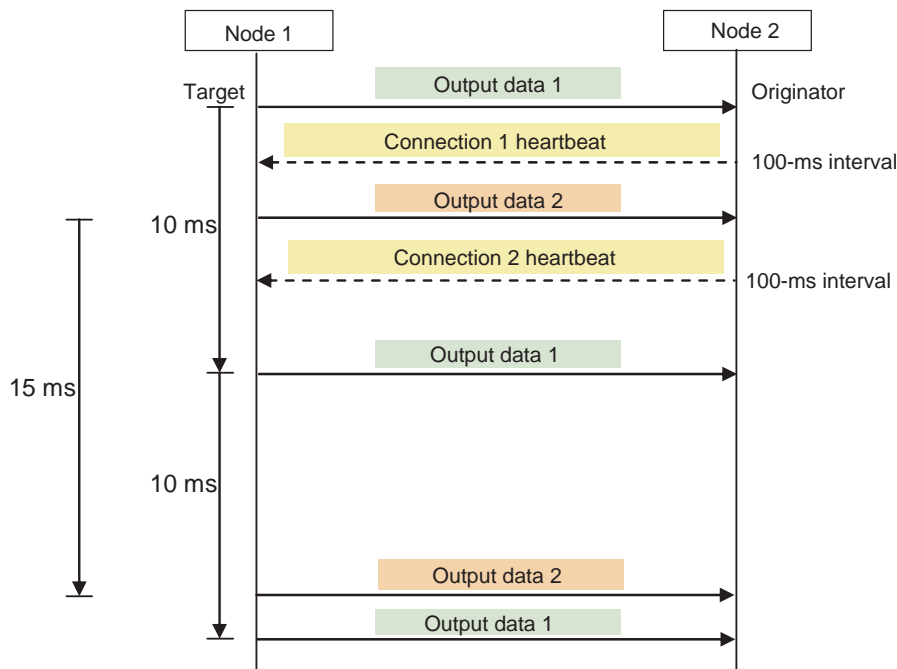 Node 1
Node 2
Target
Output data 1
Originator
Connection 1 heartbeat
100-ms interval
Output data 2
10 ms
Connection 2 heartbeat
100-ms interval
Output data 1
15 ms
10 ms
Output data 2
Output data 1